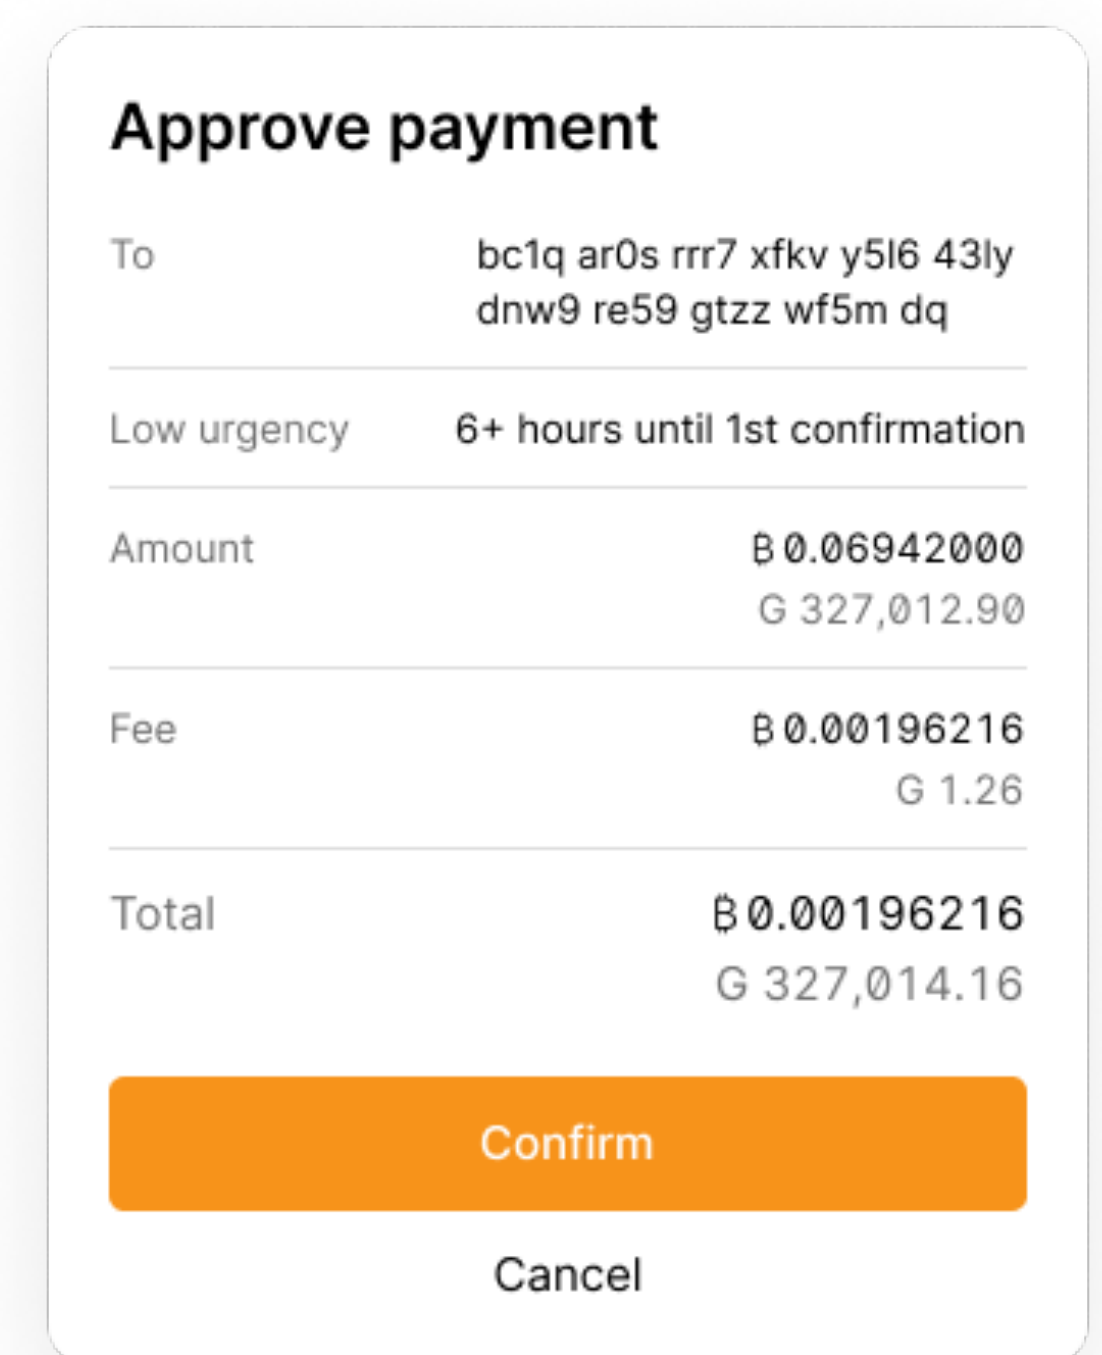 Approve payment
To
bc1q ar0s rrr7 xfkv y5l6 43ly
dnw9 re59 gtzz wf5m dq
Low urgency
6+ hours until 1st confirmation
Amount
₿ 0.06942000
G 327,012.90
Fee
₿ 0.00196216
G 1.26
Total
₿ 0.00196216
G 327,014.16
Confirm
Cancel